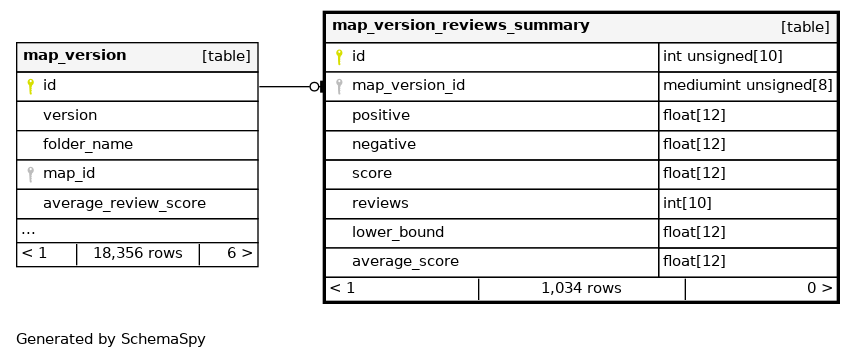 map_version [table]
id
version
folder_name
map_id
average_review_score
...
< 1 18,356 rows 6 >
map_version_reviews_summary [table]
id int unsigned[10]
map_version_id mediumint unsigned[8]
positive float[12]
negative float[12]
score float[12]
reviews int[10]
lower_bound float[12]
average_score float[12]
< 1 1,034 rows 0 >
Generated by SchemaSpy